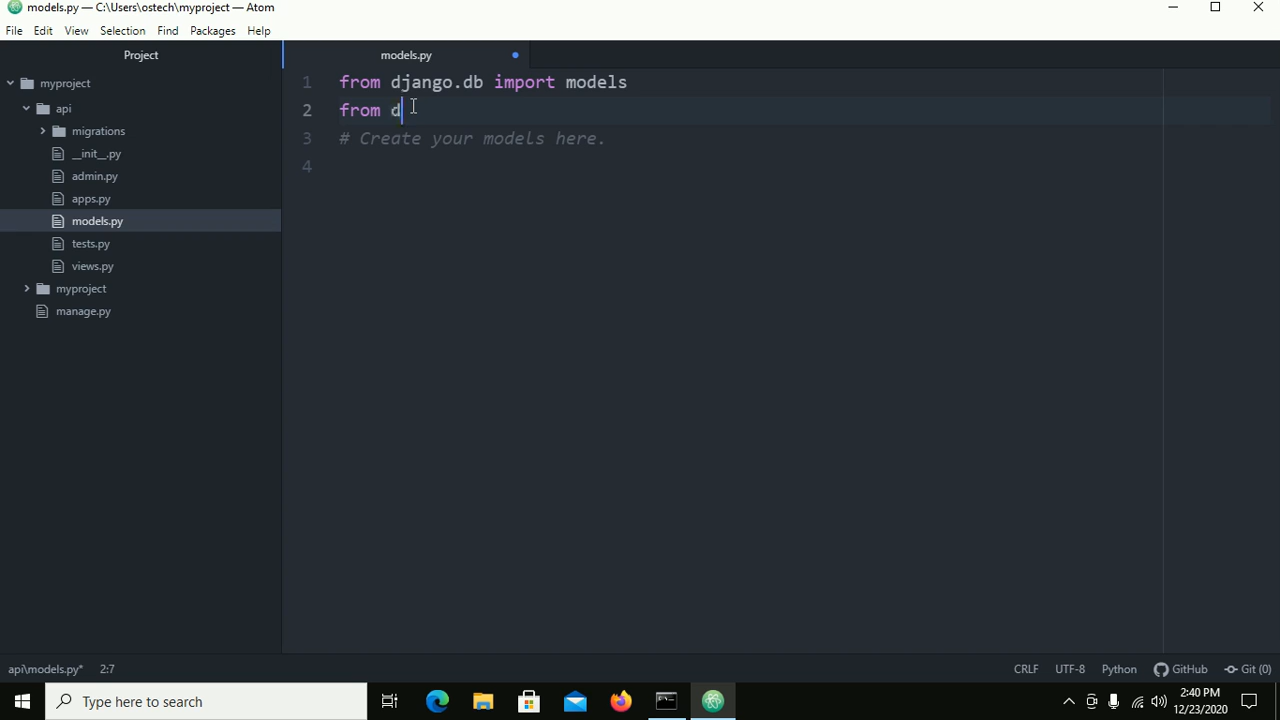 models.py — C:\Users\ostech\myproject — Atom
File Edit View Selection Find Packages Help
Project
models.py
myproject
api
migrations
__init__.py
admin.py
apps.py
models.py
tests.py
views.py
myproject
manage.py
1 from django.db import models
2 from d
3 # Create your models here.
4
api\models.py* 2:7
CRLF UTF-8 Python GitHub Git (0)
Type here to search
2:40 PM
12/23/2020